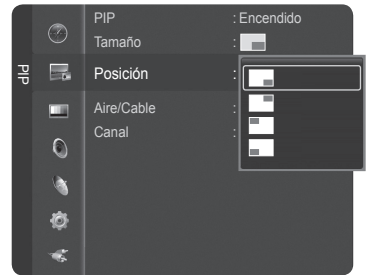 PIP
PIP : Encendido
Tamaño :
Posición :
Aire/Cable :
Canal :